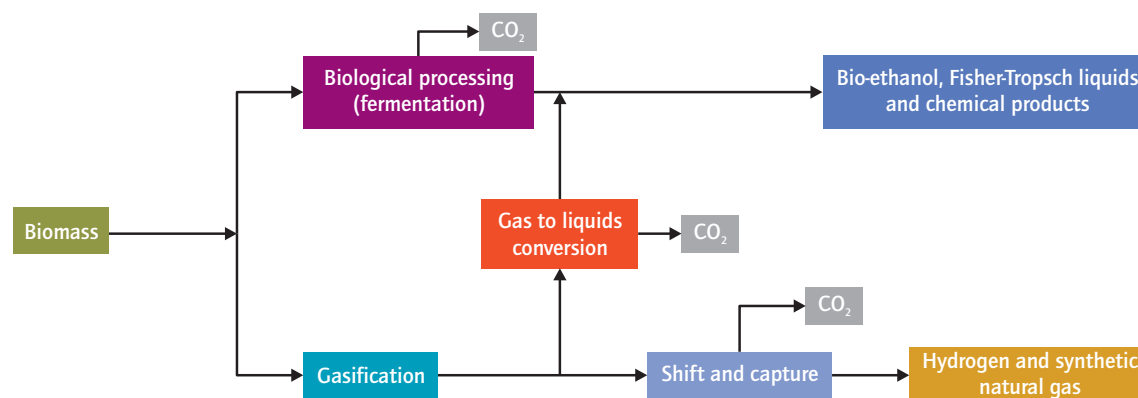 CO₂
Biological processing
(fermentation)
Bio-ethanol, Fisher-Tropsch liquids
and chemical products
Biomass
Gas to liquids
conversion
CO₂
CO₂
Gasification
Shift and capture
Hydrogen and synthetic
natural gas